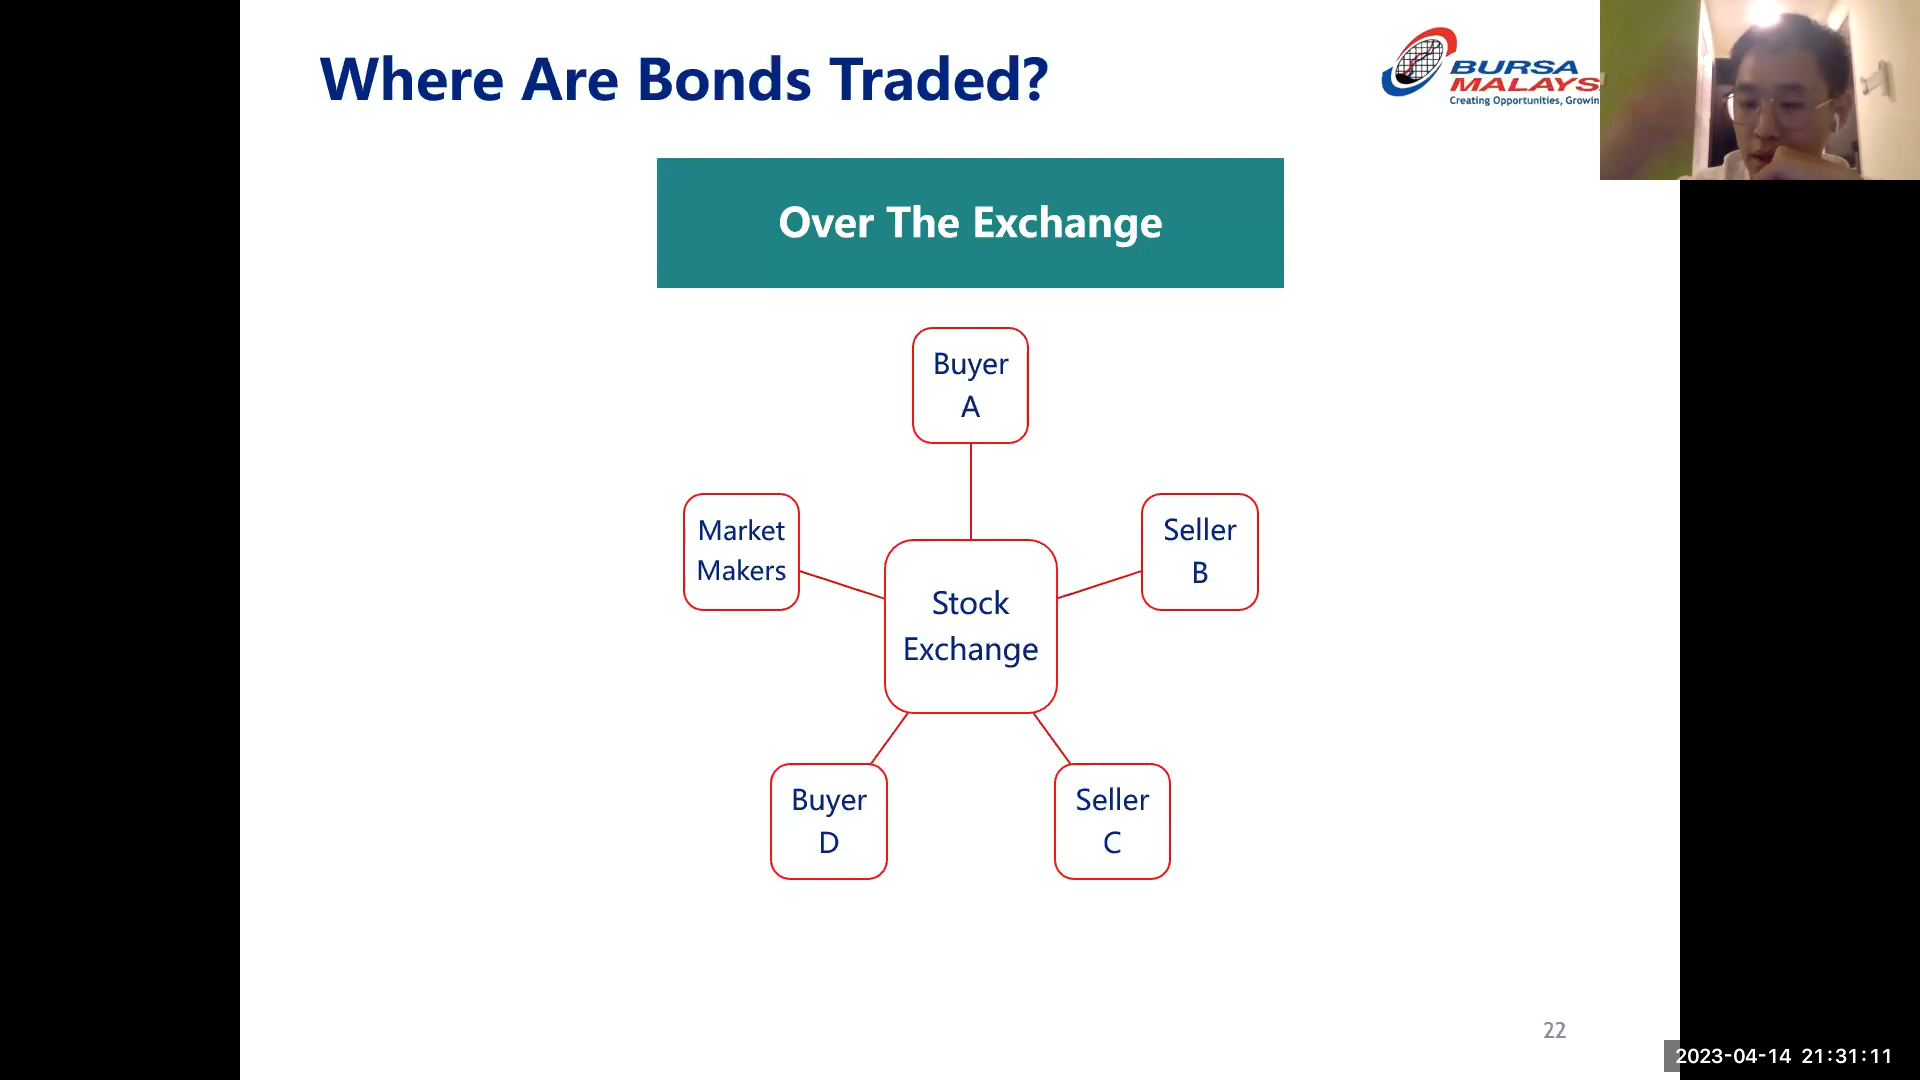 Where Are Bonds Traded?
BURSA
MALAYS
Creating Opportunities, Growin
Over The Exchange
Buyer
A
Market
Makers
Seller
B
Stock
Exchange
Buyer
D
Seller
C
22
2023-04-14 21:31:11